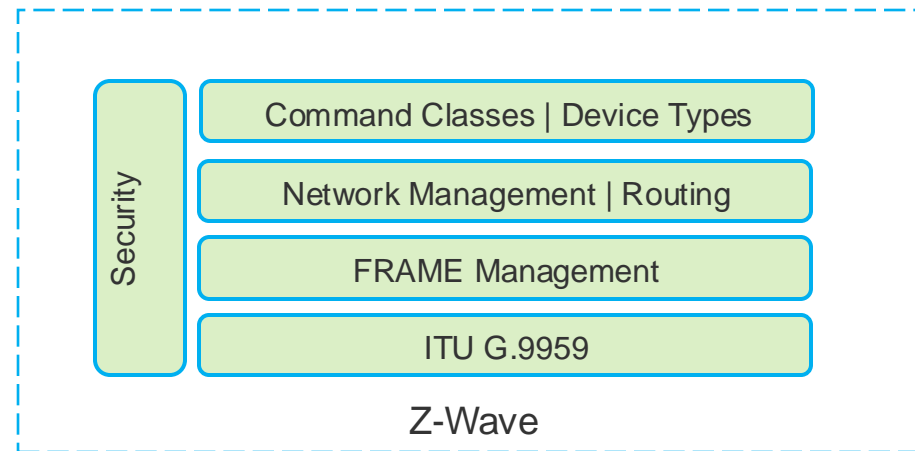 Security
Command Classes | Device Types
Network Management | Routing
FRAME Management
ITU G.9959
Z-Wave